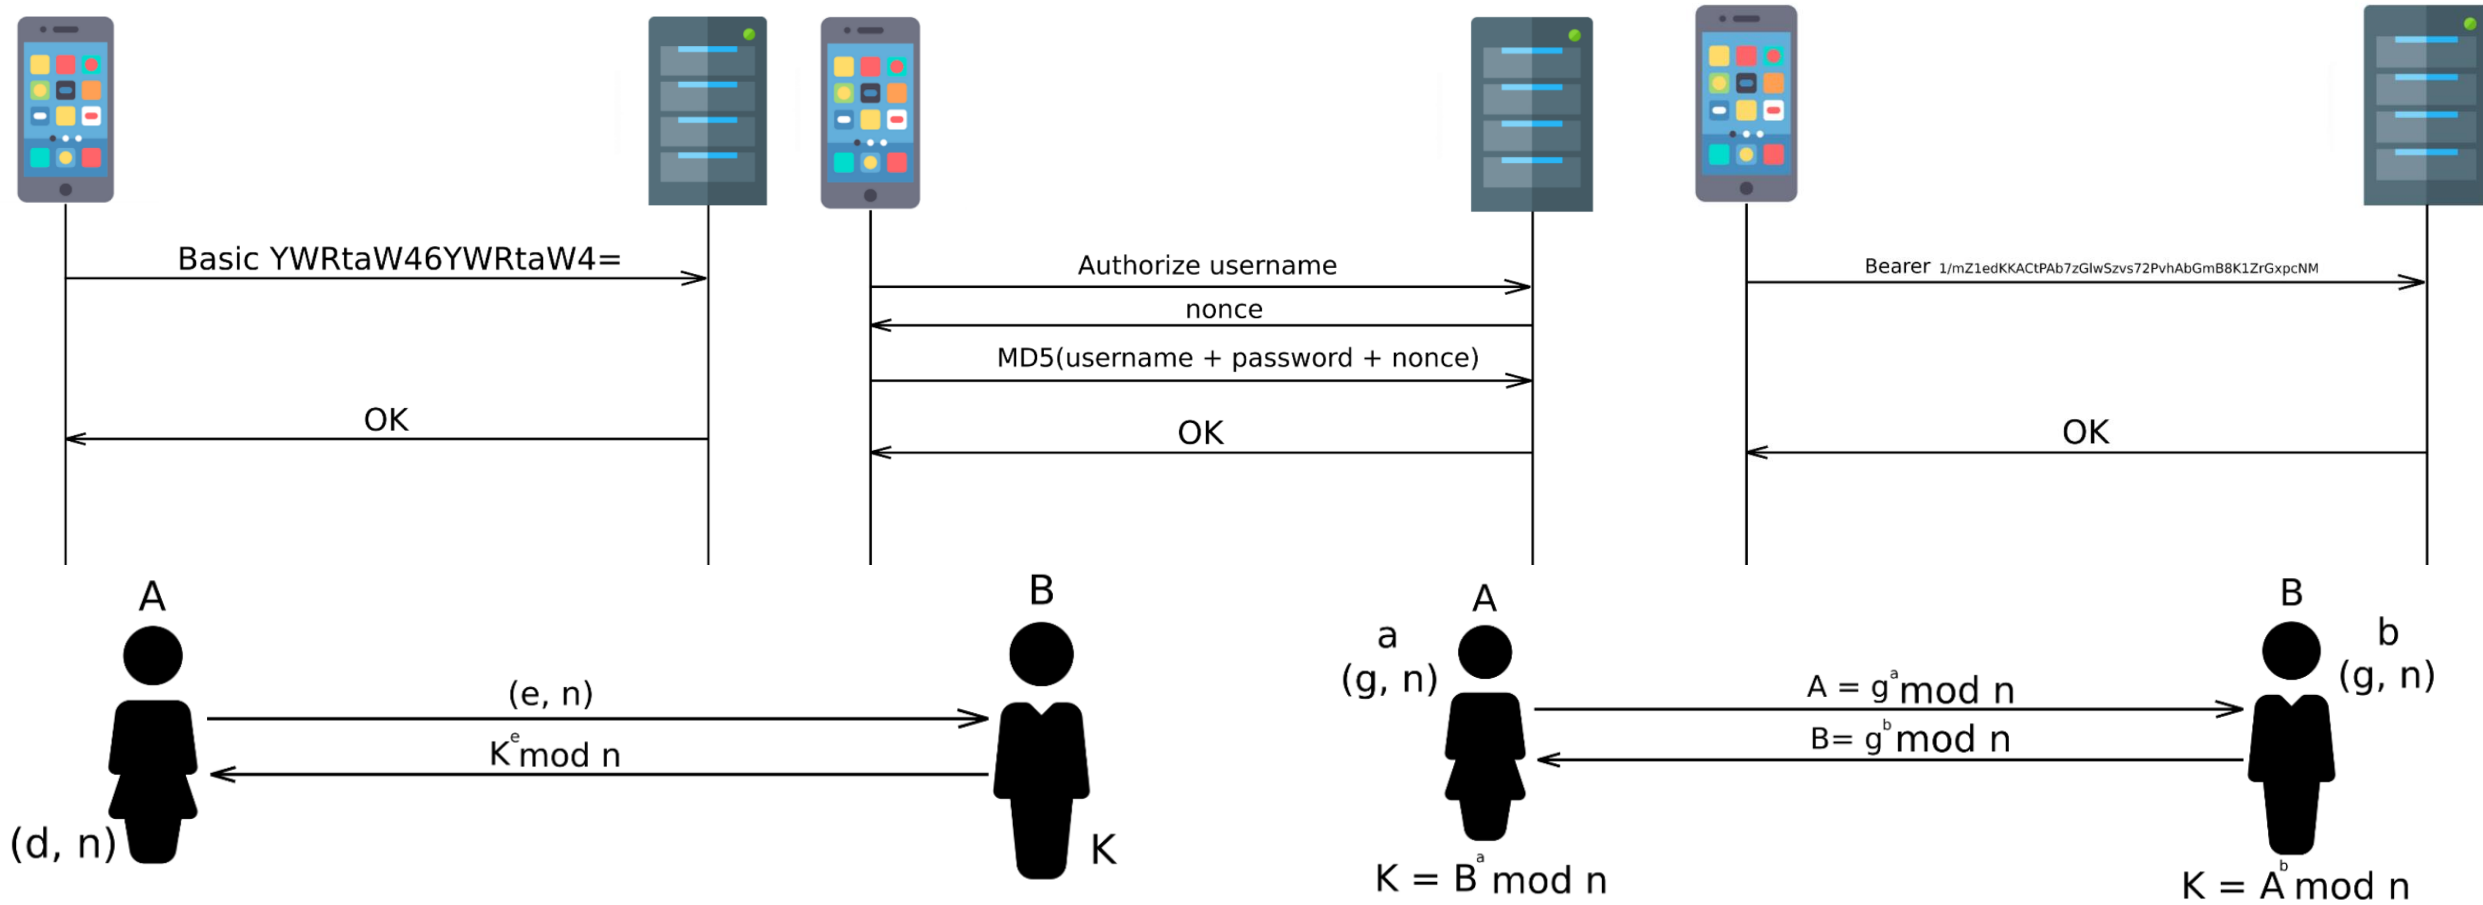 Basic YWRtaW46YWRtaW4=
OK
Authorize username
nonce
MD5(username + password + nonce)
OK
Bearer 1/mZ1edKKACtPAb7zGlwSzvs72PvhAbGmB8K1ZrGxpcNM
OK
A
B
(e, n)
K^e mod n
(d, n)
K
A
B
a
(g, n)
b
(g, n)
A = g^a mod n
B= g^b mod n
K = B^a mod n
K = A^b mod n